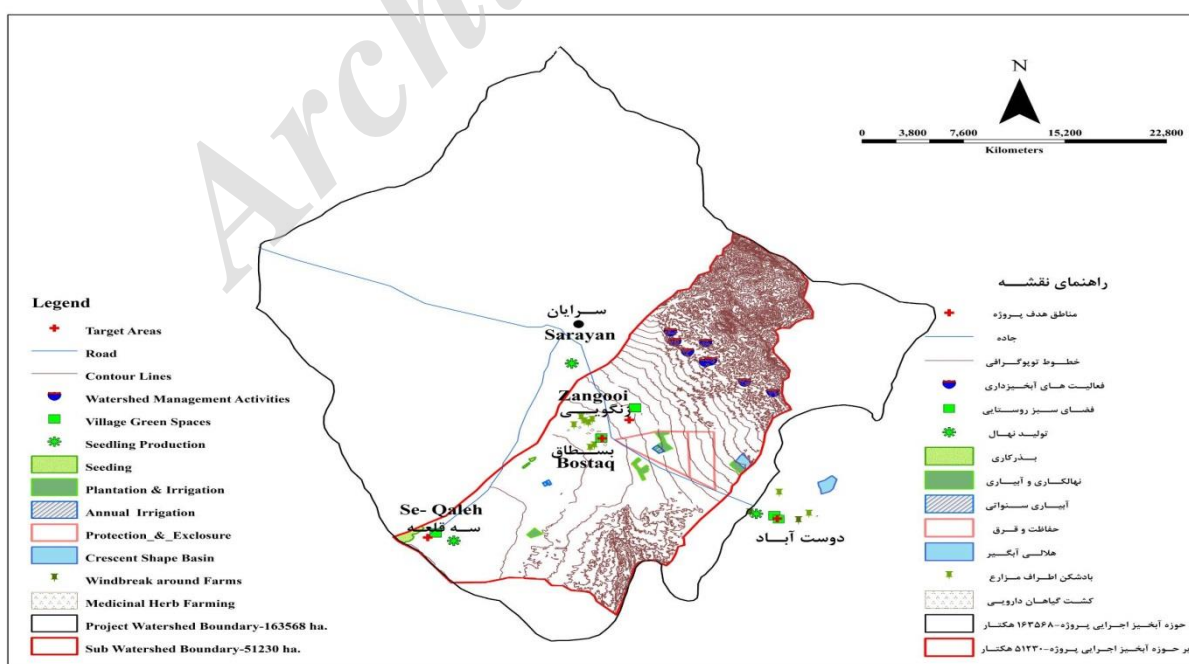 Archi
N
0 3,800 7,600 15,200 22,800
Kilometers
Legend
Target Areas
Road
Contour Lines
Watershed Management Activities
Village Green Spaces
Seedling Production
Seeding
Plantation & Irrigation
Annual Irrigation
Protection_&_Exclosure
Crescent Shape Basin
Windbreak around Farms
Medicinal Herb Farming
Project Watershed Boundary-163568 ha.
Sub Watershed Boundary-51230 ha.
سرایان
Sarayan
Zangooi
زنگویی
بسطاق
Bostaq
Se- Qaleh
سه قلعه
دوست آباد
راهنمای نقشه
مناطق هدف پروژه
جاده
خطوط توپوگرافی
فعالیت های آبخیزداری
فضای سبز روستایی
تولید نهال
بذرکاری
نهالکاری و آبیاری
آبیاری سنواتی
حفاظت و قرق
هلالی آبگیر
بادشکن اطراف مزارع
کشت گیاهان دارویی
حوزه آبخیز اجرایی پروژه-۱۶۳۵۶۸ هکتار
یر حوزه آبخیز اجرایی پروژه-۵۱۲۳۰ هکتار